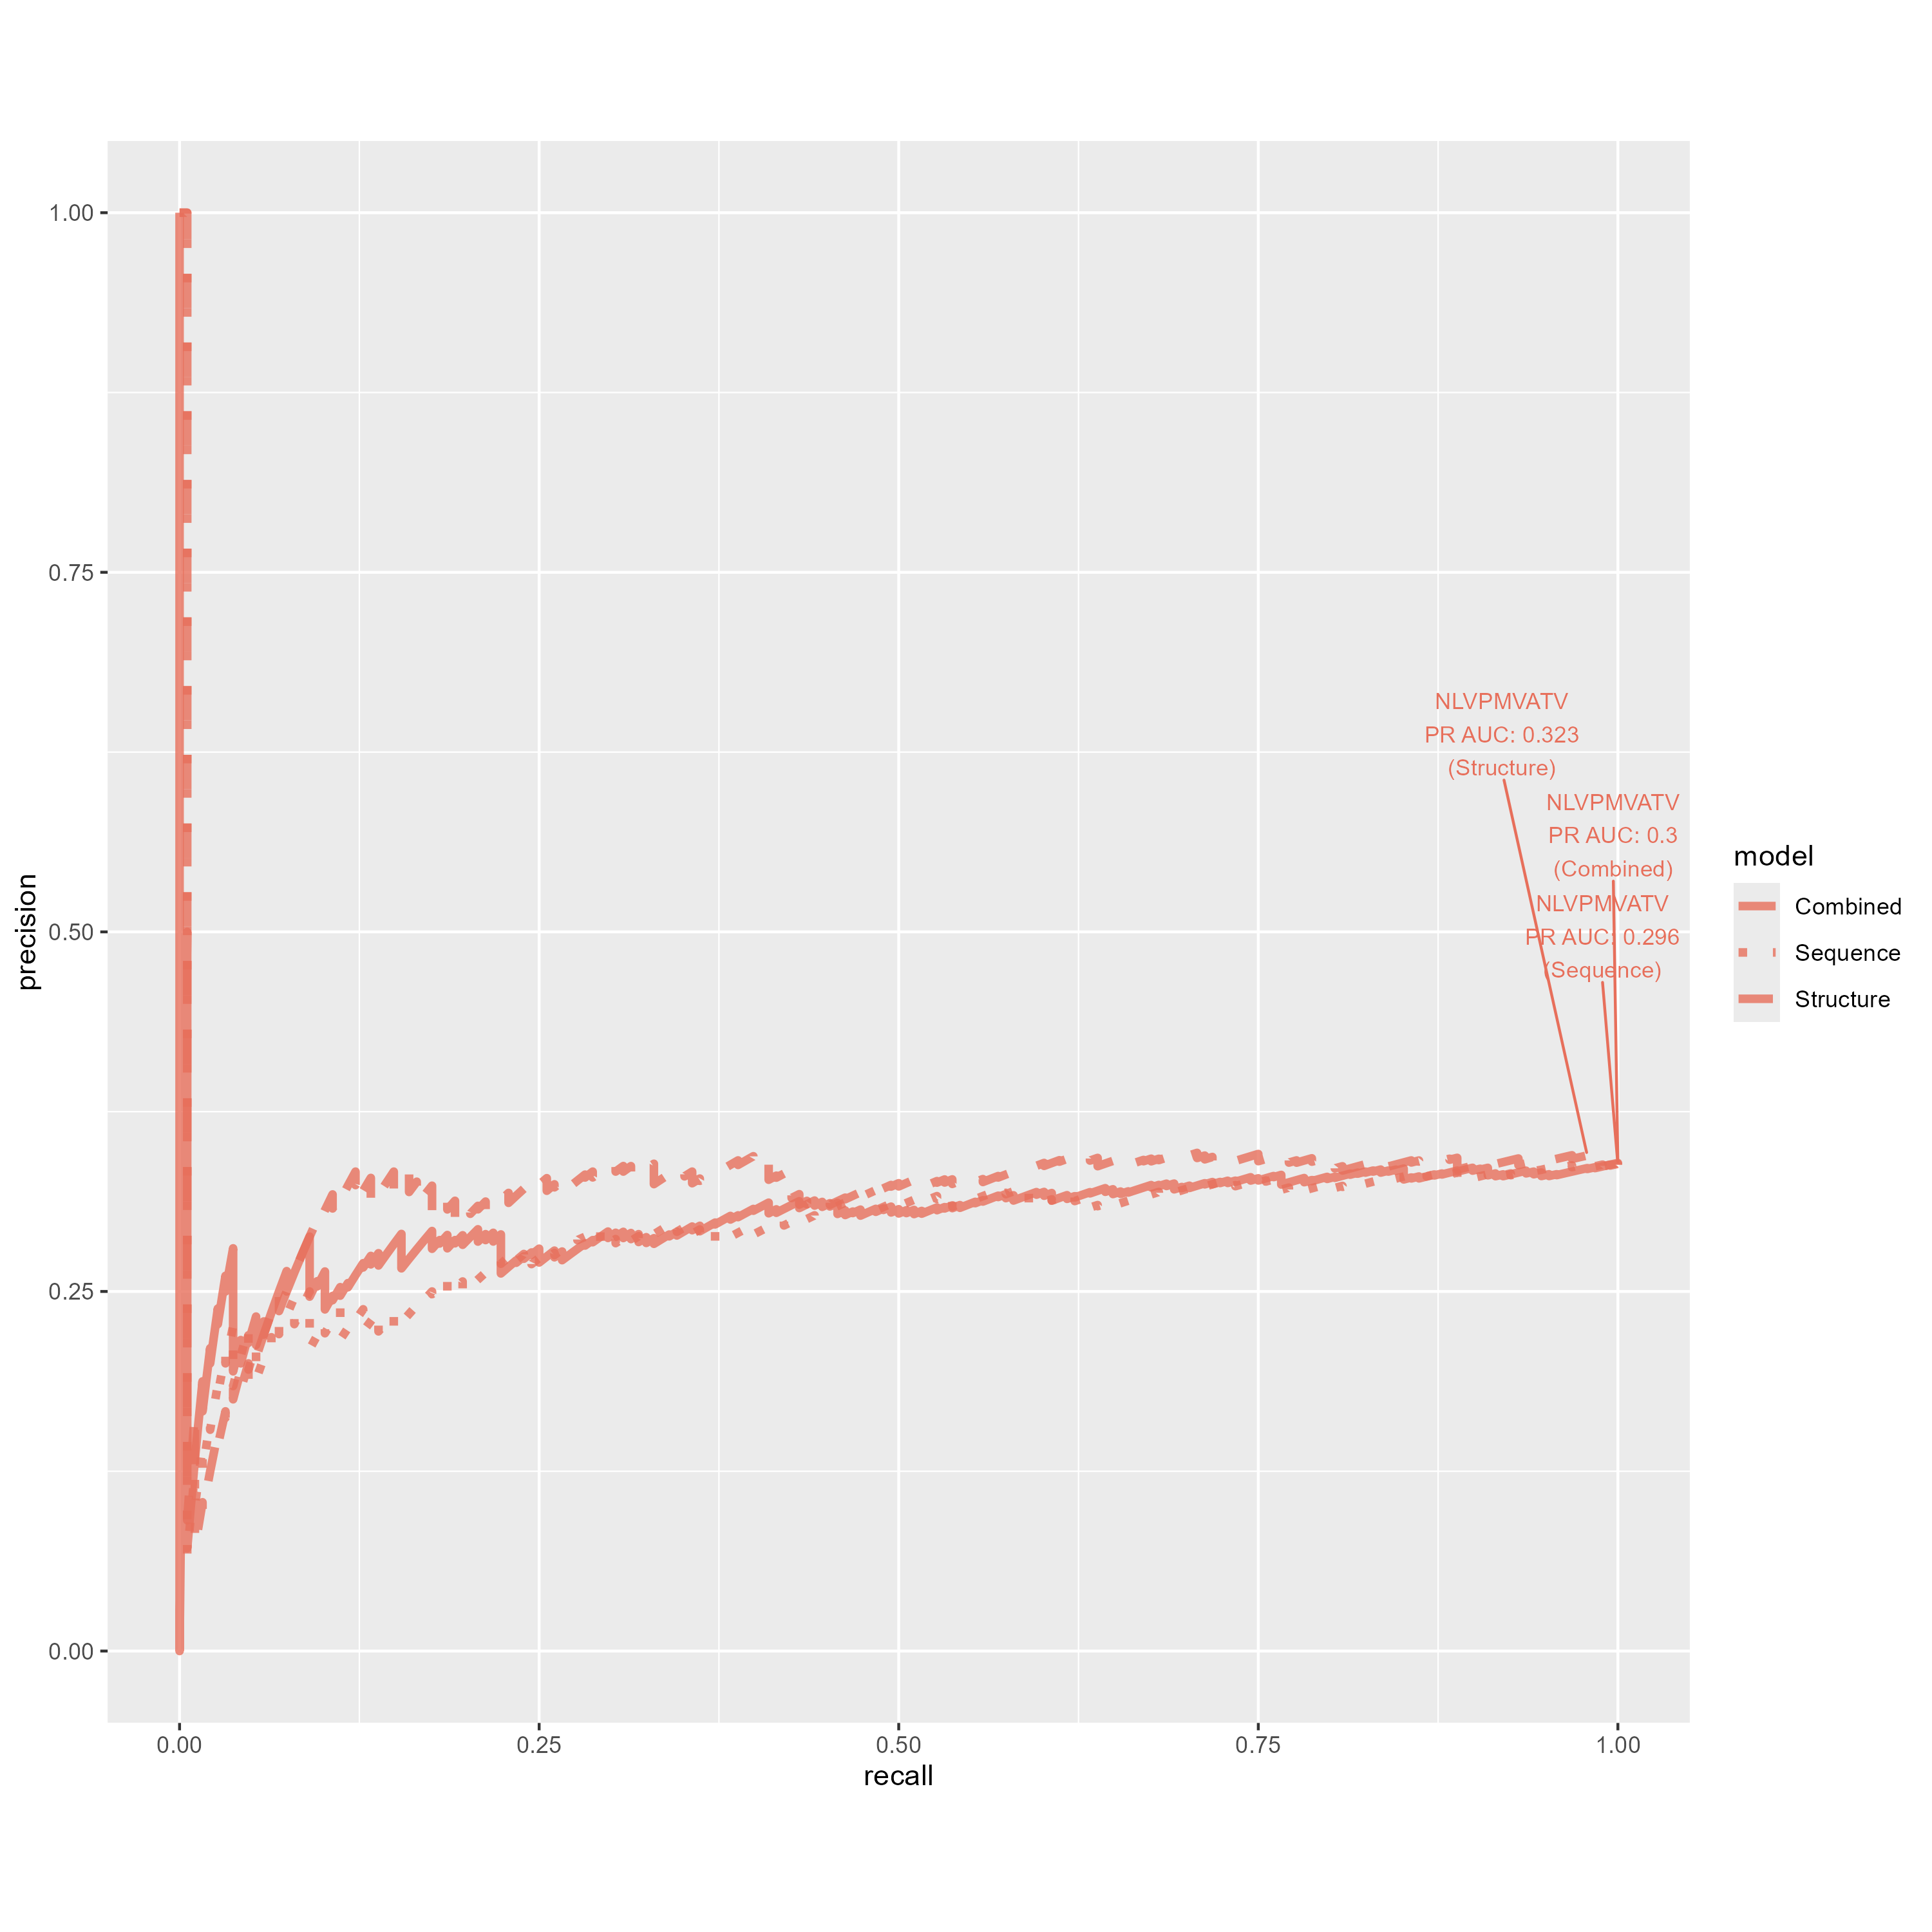 1.00
0.75
0.50
0.25
0.00
precision
NLVPMVATV
PR AUC: 0.323
(Structure)
NLVPMVATV
PR AUC: 0.3
(Combined)
NLVPMVATV
PR AUC: 0.296
(Sequence)
0.00 0.25 0.50 0.75 1.00
recall
model
Combined
Sequence
Structure